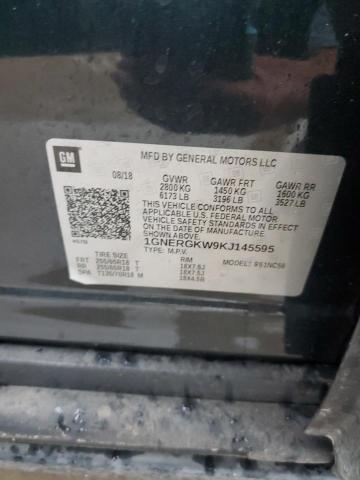 GM
MFD BY GENERAL MOTORS LLC
08/18
GVWR GAWR FRT GAWR RR
2800 KG 1450 KG 1600 KG
6173 LB 3196 LB 3527 LB
THIS VEHICLE CONFORMS TO ALL
APPLICABLE U.S. FEDERAL MOTOR
VEHICLE SAFETY STANDARDS IN
EFFECT ON THE DATE OF
MANUFACTURE SHOWN ABOVE.
1GNERGKW9KJ145595
TYPE: M.P.V. MODEL:
TIRE SIZE RIM
FRT 255/65R18 T 18X7.5J
RR 255/65R18 T 18X7.5J
SPA T135/70R18 M 18X4.5B